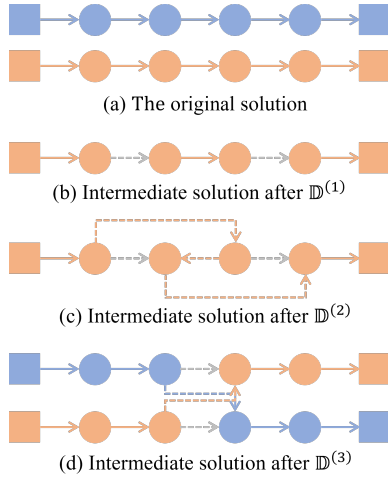 (a) The original solution
(b) Intermediate solution after 𝔻⁽¹⁾
(c) Intermediate solution after 𝔻⁽²⁾
(d) Intermediate solution after 𝔻⁽³⁾